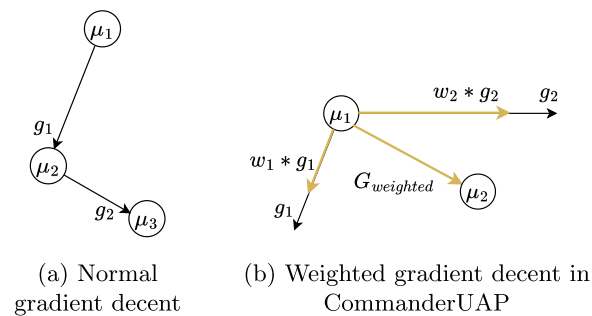 μ₁
g₁
μ₂
g₂
μ₃
(a) Normal
gradient decent
w₂ * g₂
g₂
μ₁
w₁ * g₁
G_weighted
μ₂
g₁
(b) Weighted gradient decent in
CommanderUAP